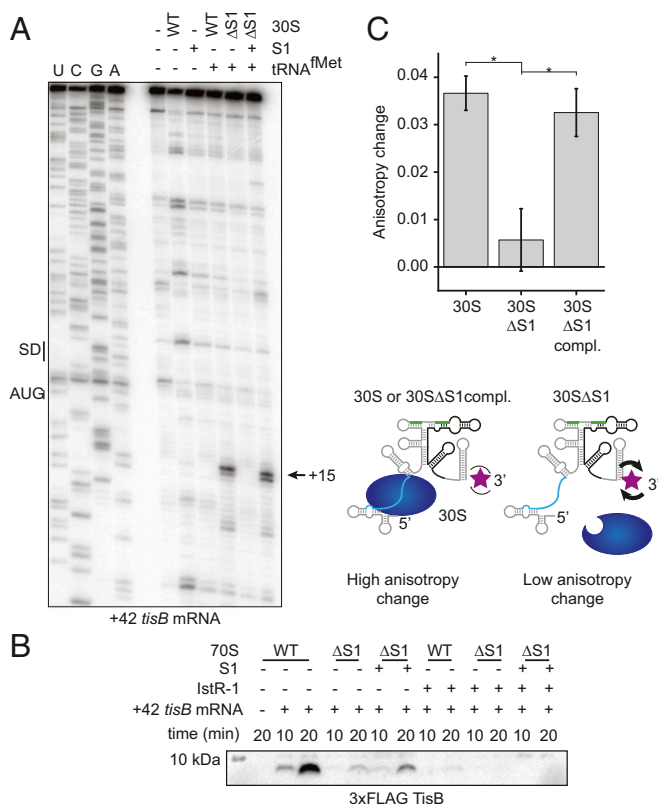 A
- WT - WT ΔS1 ΔS1 30S
- - + - - + S1
- - - + + + tRNA^fMet
U C G A
SD
AUG
+15
+42 tisB mRNA
C
Anisotropy change
* *
0.04
0.03
0.02
0.01
0.00
30S
30S ΔS1
30S ΔS1 compl.
30S or 30SΔS1compl.
30SΔS1
3'
3'
5'
30S
5'
High anisotropy change
Low anisotropy change
B
70S WT ΔS1 ΔS1 WT ΔS1 ΔS1
S1 - - - - - + + - - - - + +
IstR-1 - - - - - - - + + + + + +
+42 tisB mRNA - + + + + + + + + + + + +
time (min) 20 10 20 10 20 10 20 10 20 10 20 10 20
10 kDa
3xFLAG TisB